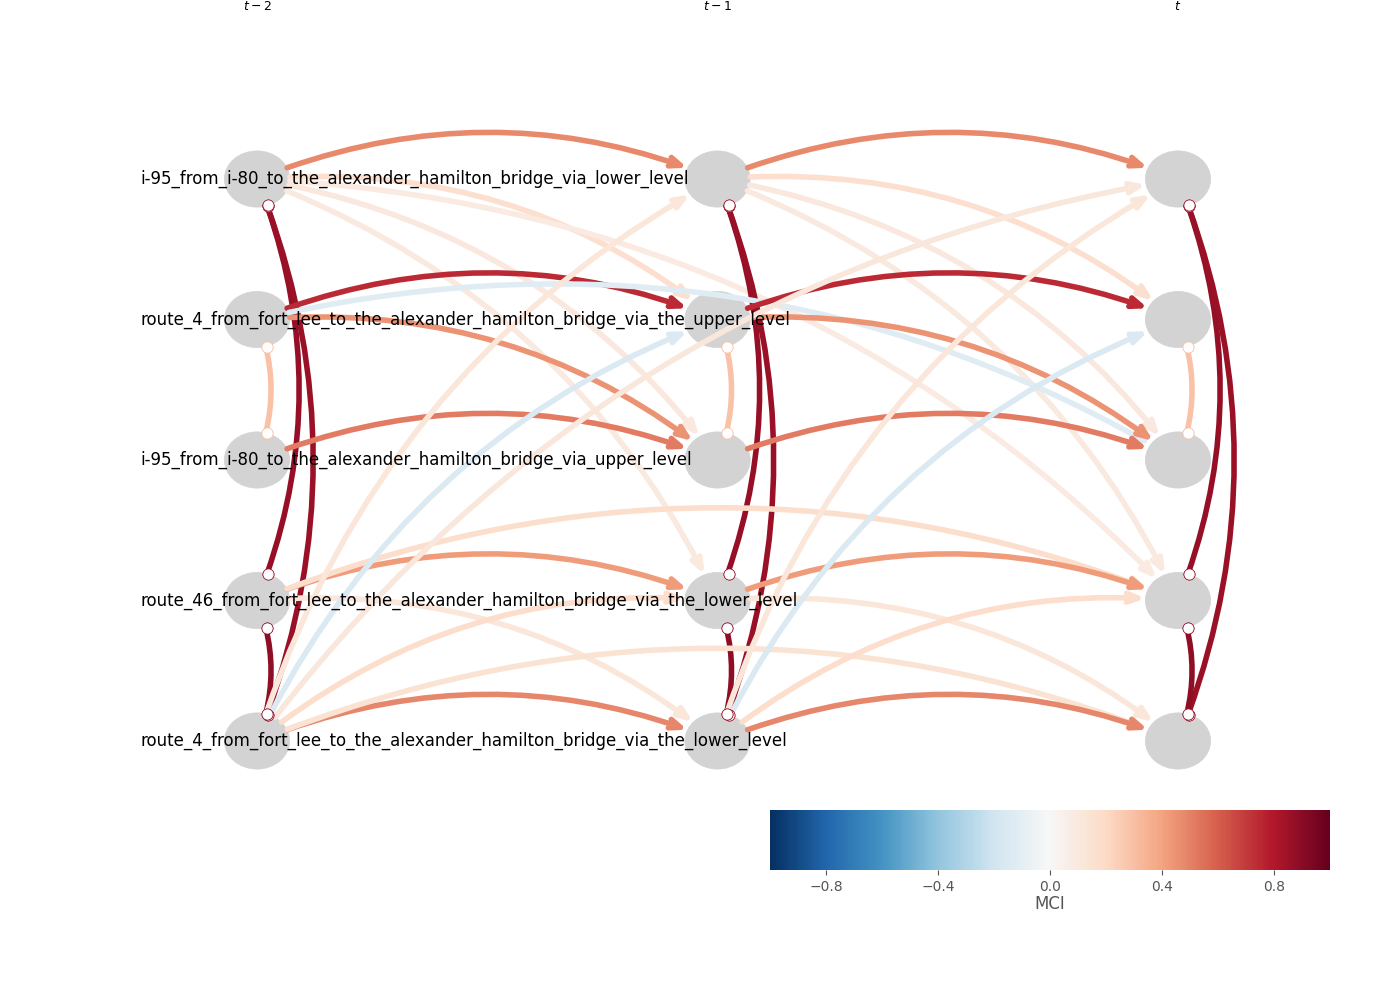 t − 2 t − 1 t
i-95_from_i-80_to_the_alexander_hamilton_bridge_via_lower_level
route_4_from_fort_lee_to_the_alexander_hamilton_bridge_via_the_upper_level
i-95_from_i-80_to_the_alexander_hamilton_bridge_via_upper_level
route_46_from_fort_lee_to_the_alexander_hamilton_bridge_via_the_lower_level
route_4_from_fort_lee_to_the_alexander_hamilton_bridge_via_the_lower_level
−0.8 −0.4 0.0 0.4 0.8
MCI